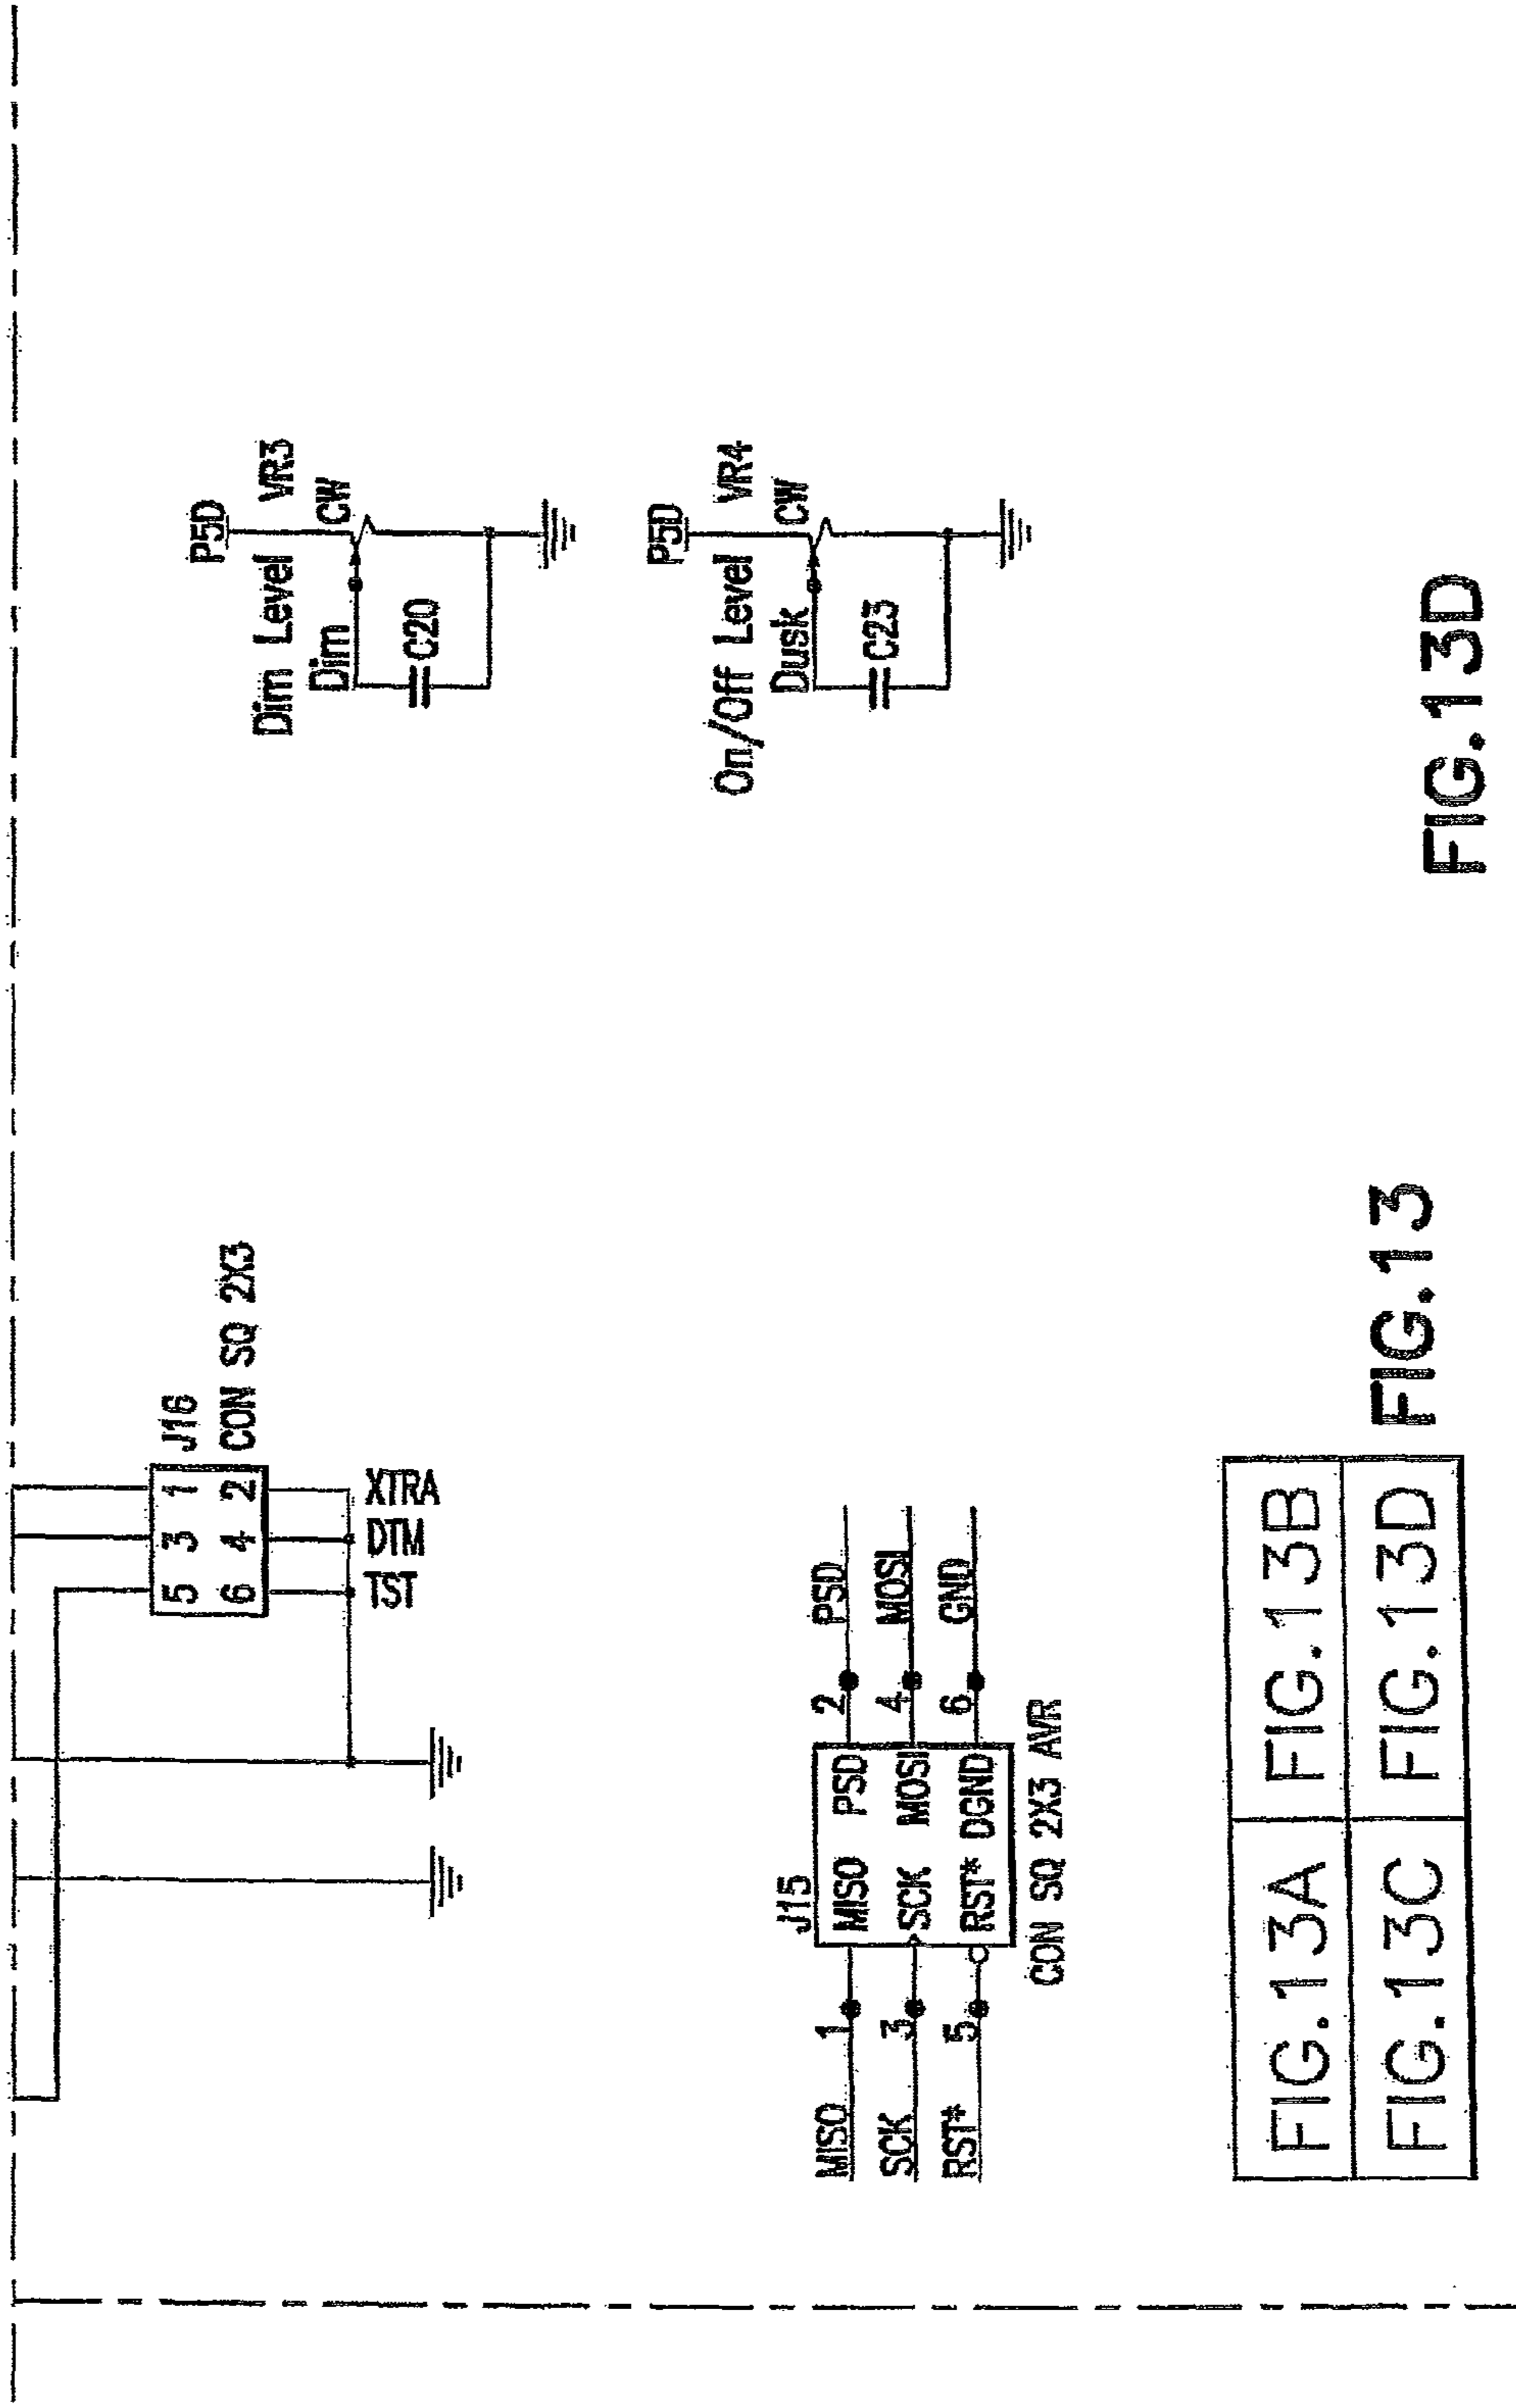 J16
CON SQ 2X3
5 3 1
6 4 2
TST DTM XTRA
P5D
Dim Level VR3
Dim CW
C20
P5D
On/Off Level VR4
Dusk CW
C23
J15
MISO 1 MISO PSD 2 PSD
SCK 3 SCK MOSI 4 MOSI
RST* 5 RST* DGND 6 GND
CON SQ 2X3 AVR
FIG.13A FIG.13B
FIG.13C FIG.13D
FIG.13
FIG.13D